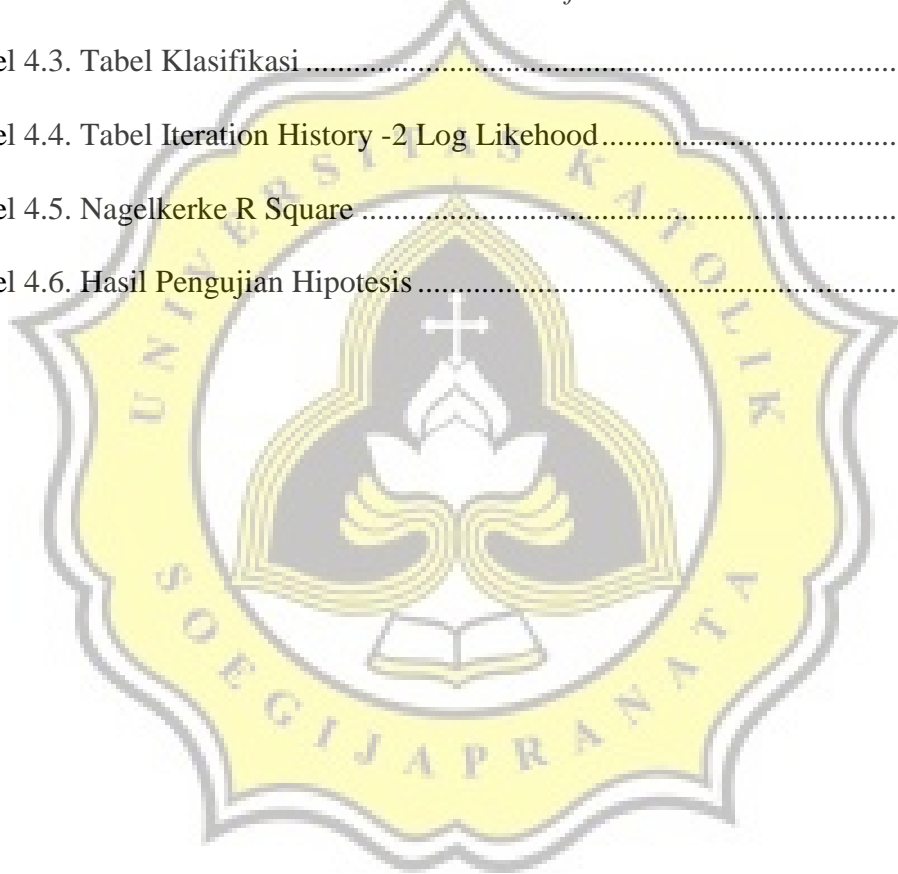 el 4.3. Tabel Klasifikasi ........................................................................
el 4.4. Tabel Iteration History -2 Log Likehood ...................................
el 4.5. Nagelkerke R Square .................................................................
el 4.6. Hasil Pengujian Hipotesis ..........................................................
UNIVERSITAS KATOLIK
SOEGIJAPRANATA